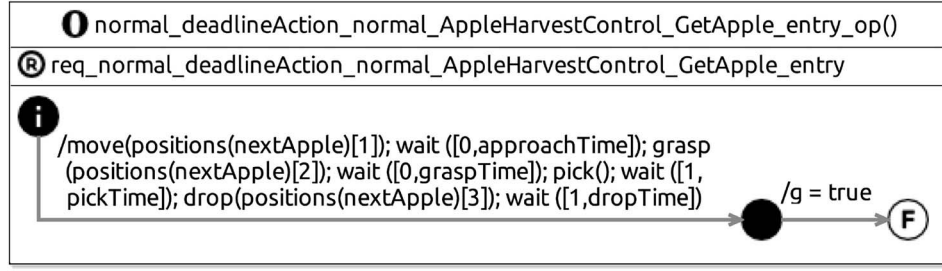 O normal_deadlineAction_normal_AppleHarvestControl_GetApple_entry_op()
R req_normal_deadlineAction_normal_AppleHarvestControl_GetApple_entry
i
/move(positions(nextApple)[1]); wait ([0,approachTime]); grasp
(positions(nextApple)[2]); wait ([0,graspTime]); pick(); wait ([1,
pickTime]); drop(positions(nextApple)[3]); wait ([1,dropTime])
/g = true
F